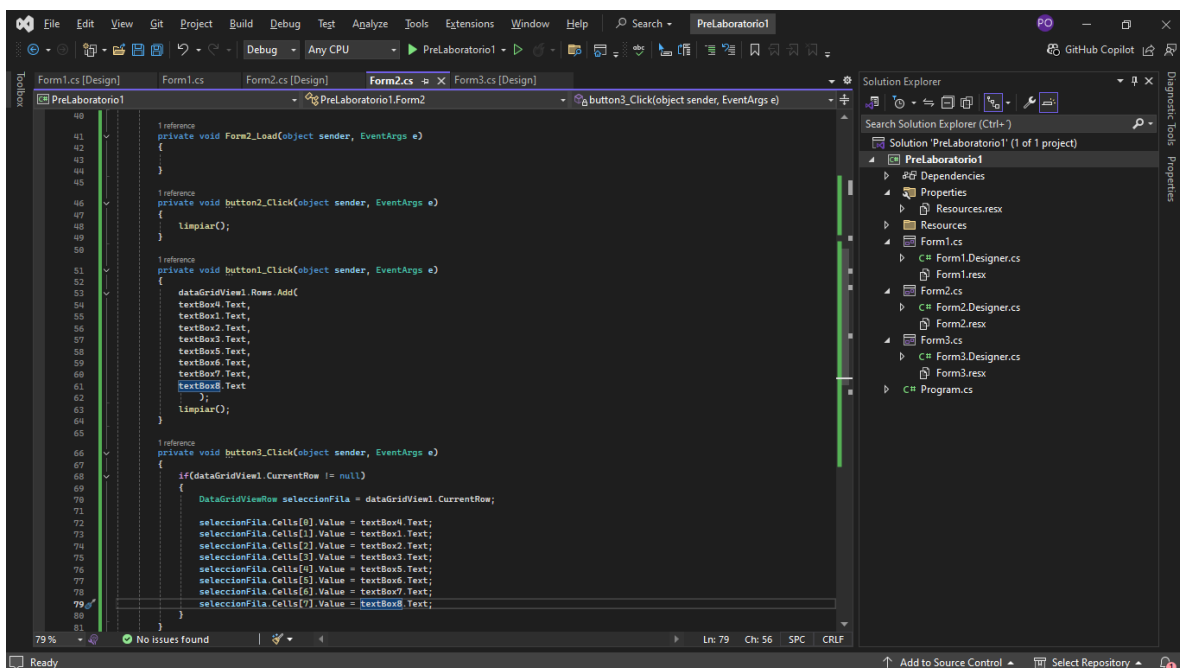 File Edit View Git Project Build Debug Test Analyze Tools Extensions Window Help Search PreLaboratorio1 PO
Debug Any CPU PreLaboratorio1 GitHub Copilot
Toolbox
Form1.cs [Design] Form1.cs Form2.cs [Design] Form2.cs Form3.cs [Design]
PreLaboratorio1 PreLaboratorio1.Form2 button3_Click(object sender, EventArgs e)
40
1 reference
41 private void Form2_Load(object sender, EventArgs e)
42 {
43
44 }
45
1 reference
46 private void button2_Click(object sender, EventArgs e)
47 {
48 limpiar();
49 }
50
1 reference
51 private void button1_Click(object sender, EventArgs e)
52 {
53 dataGridView1.Rows.Add(
54 textBox4.Text,
55 textBox1.Text,
56 textBox2.Text,
57 textBox3.Text,
58 textBox5.Text,
59 textBox6.Text,
60 textBox7.Text,
61 textBox8.Text
62 );
63 limpiar();
64 }
65
1 reference
66 private void button3_Click(object sender, EventArgs e)
67 {
68 if(dataGridView1.CurrentRow != null)
69 {
70 DataGridViewRow seleccionFila = dataGridView1.CurrentRow;
71
72 seleccionFila.Cells[0].Value = textBox4.Text;
73 seleccionFila.Cells[1].Value = textBox1.Text;
74 seleccionFila.Cells[2].Value = textBox2.Text;
75 seleccionFila.Cells[3].Value = textBox3.Text;
76 seleccionFila.Cells[4].Value = textBox5.Text;
77 seleccionFila.Cells[5].Value = textBox6.Text;
78 seleccionFila.Cells[6].Value = textBox7.Text;
79 seleccionFila.Cells[7].Value = textBox8.Text;
80 }
81 }
79 % No issues found Ln: 79 Ch: 56 SPC CRLF
Solution Explorer
Search Solution Explorer (Ctrl+´)
Solution 'PreLaboratorio1' (1 of 1 project)
PreLaboratorio1
Dependencies
Properties
Resources.resx
Resources
Form1.cs
C# Form1.Designer.cs
Form1.resx
Form2.cs
C# Form2.Designer.cs
Form2.resx
Form3.cs
C# Form3.Designer.cs
Form3.resx
C# Program.cs
Diagnostic Tools
Properties
Ready Add to Source Control Select Repository